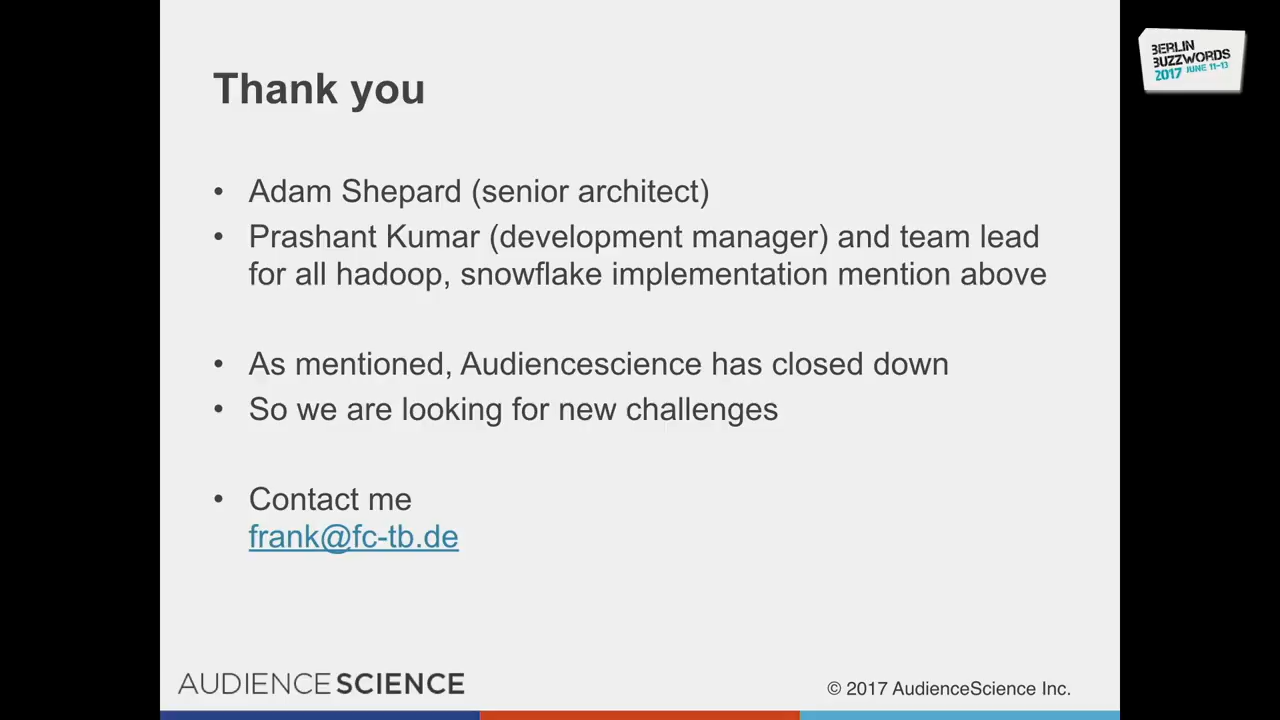 Thank you
• Adam Shepard (senior architect)
• Prashant Kumar (development manager) and team lead
for all hadoop, snowflake implementation mention above
• As mentioned, Audiencescience has closed down
• So we are looking for new challenges
• Contact me
frank@fc-tb.de
AUDIENCESCIENCE
© 2017 AudienceScience Inc.
BERLIN
BUZZWORDS
2017 JUNE 11-13